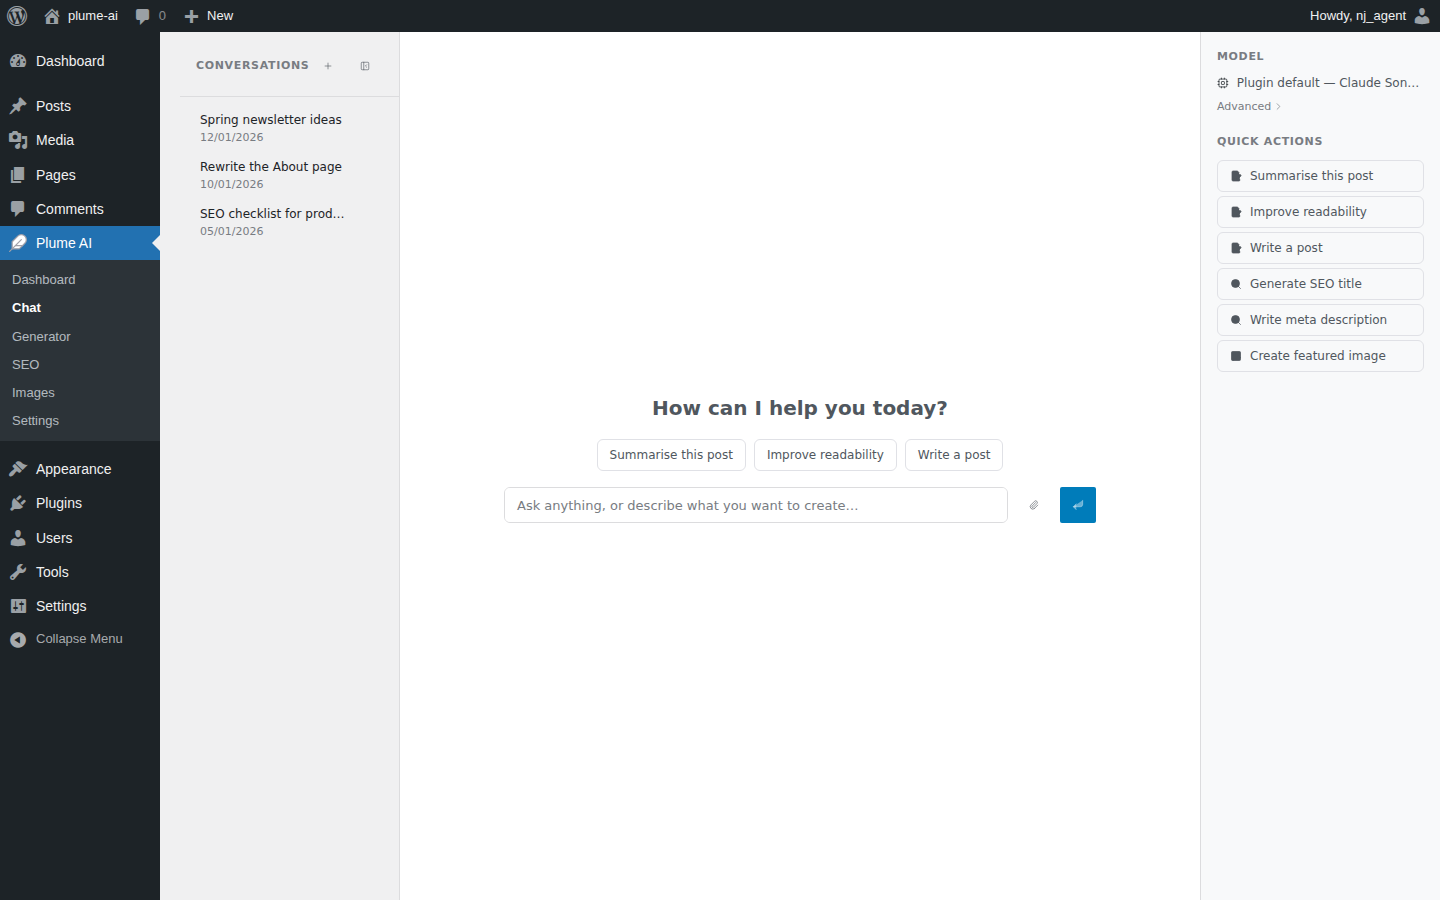 plume-ai
0
New
Howdy, nj_agent
Dashboard
Posts
Media
Pages
Comments
Plume AI
Dashboard
Chat
Generator
SEO
Images
Settings
Appearance
Plugins
Users
Tools
Settings
Collapse Menu
CONVERSATIONS
Spring newsletter ideas
12/01/2026
Rewrite the About page
10/01/2026
SEO checklist for prod…
05/01/2026
How can I help you today?
Summarise this post
Improve readability
Write a post
Ask anything, or describe what you want to create…
MODEL
Plugin default — Claude Son…
Advanced
QUICK ACTIONS
Summarise this post
Improve readability
Write a post
Generate SEO title
Write meta description
Create featured image